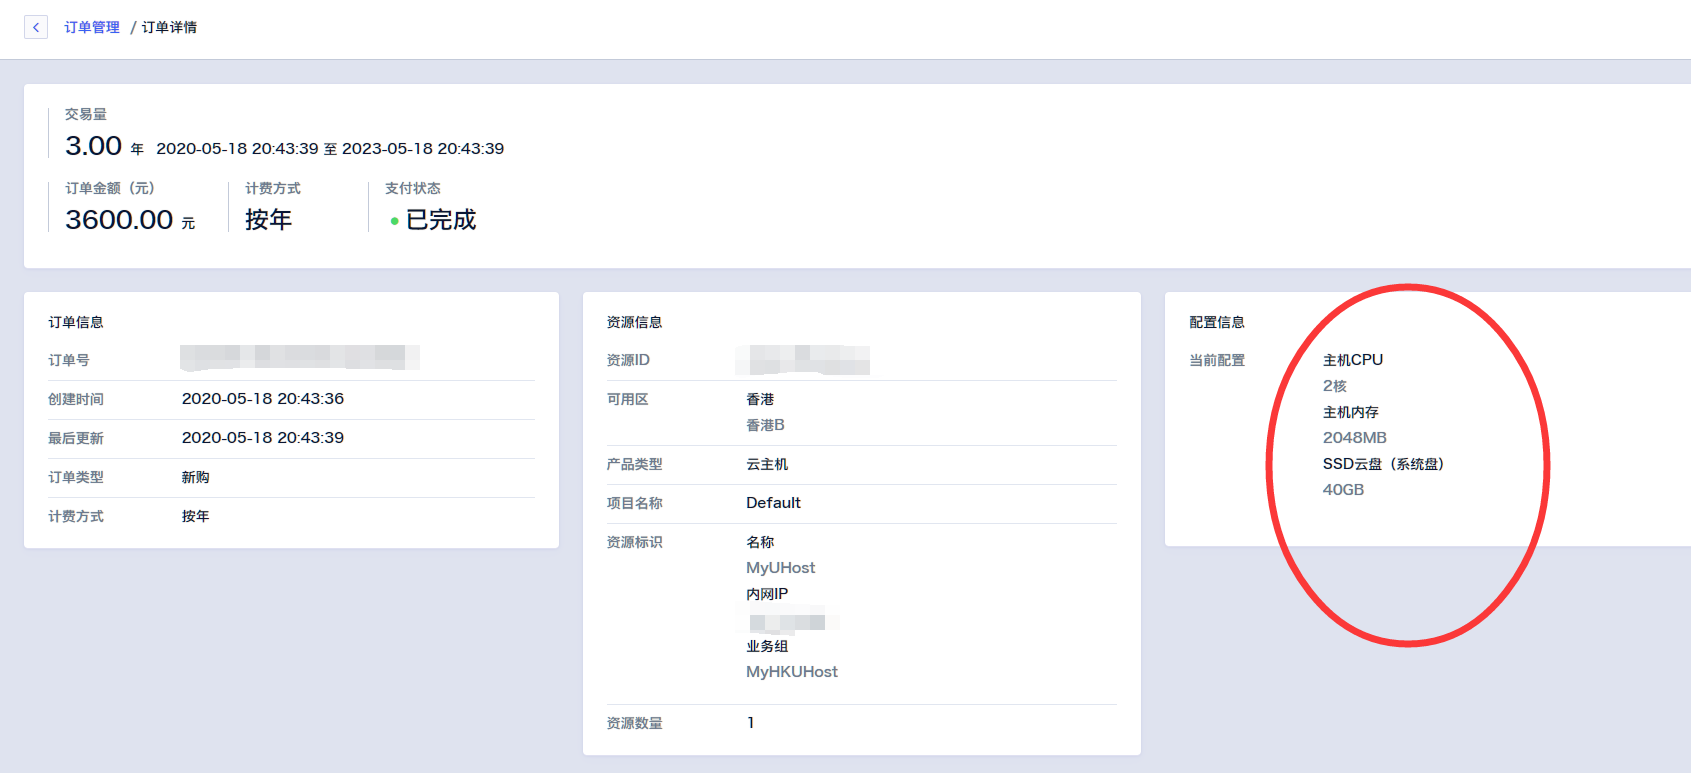 订单管理 / 订单详情
交易量
3.00 年 2020-05-18 20:43:39 至 2023-05-18 20:43:39
订单金额（元） 计费方式 支付状态
3600.00 元 按年 已完成
订单信息
订单号
创建时间 2020-05-18 20:43:36
最后更新 2020-05-18 20:43:39
订单类型 新购
计费方式 按年
资源信息
资源ID
可用区 香港
香港B
产品类型 云主机
项目名称 Default
资源标识 名称
MyUHost
内网IP
业务组
MyHKUHost
资源数量 1
配置信息
当前配置 主机CPU
2核
主机内存
2048MB
SSD云盘（系统盘）
40GB